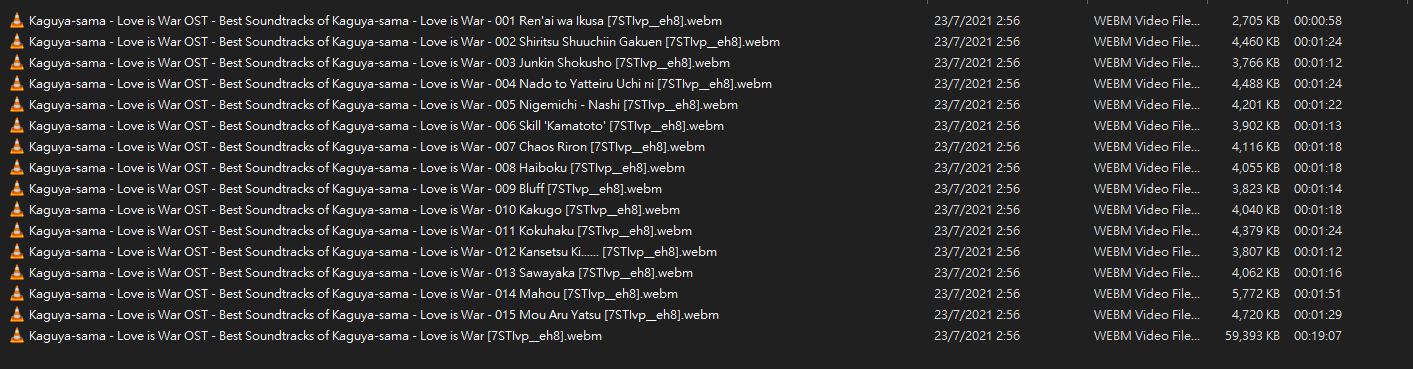 Kaguya-sama - Love is War OST - Best Soundtracks of Kaguya-sama - Love is War - 001 Ren'ai wa Ikusa [7STIvp__eh8].webm 23/7/2021 2:56 WEBM Video File... 2,705 KB 00:00:58
Kaguya-sama - Love is War OST - Best Soundtracks of Kaguya-sama - Love is War - 002 Shiritsu Shuuchiin Gakuen [7STIvp__eh8].webm 23/7/2021 2:56 WEBM Video File... 4,460 KB 00:01:24
Kaguya-sama - Love is War OST - Best Soundtracks of Kaguya-sama - Love is War - 003 Junkin Shokusho [7STIvp__eh8].webm 23/7/2021 2:56 WEBM Video File... 3,766 KB 00:01:12
Kaguya-sama - Love is War OST - Best Soundtracks of Kaguya-sama - Love is War - 004 Nado to Yatteiru Uchi ni [7STIvp__eh8].webm 23/7/2021 2:56 WEBM Video File... 4,488 KB 00:01:24
Kaguya-sama - Love is War OST - Best Soundtracks of Kaguya-sama - Love is War - 005 Nigemichi - Nashi [7STIvp__eh8].webm 23/7/2021 2:56 WEBM Video File... 4,201 KB 00:01:22
Kaguya-sama - Love is War OST - Best Soundtracks of Kaguya-sama - Love is War - 006 Skill 'Kamatoto' [7STIvp__eh8].webm 23/7/2021 2:56 WEBM Video File... 3,902 KB 00:01:13
Kaguya-sama - Love is War OST - Best Soundtracks of Kaguya-sama - Love is War - 007 Chaos Riron [7STIvp__eh8].webm 23/7/2021 2:56 WEBM Video File... 4,116 KB 00:01:18
Kaguya-sama - Love is War OST - Best Soundtracks of Kaguya-sama - Love is War - 008 Haiboku [7STIvp__eh8].webm 23/7/2021 2:56 WEBM Video File... 4,055 KB 00:01:18
Kaguya-sama - Love is War OST - Best Soundtracks of Kaguya-sama - Love is War - 009 Bluff [7STIvp__eh8].webm 23/7/2021 2:56 WEBM Video File... 3,823 KB 00:01:14
Kaguya-sama - Love is War OST - Best Soundtracks of Kaguya-sama - Love is War - 010 Kakugo [7STIvp__eh8].webm 23/7/2021 2:56 WEBM Video File... 4,040 KB 00:01:18
Kaguya-sama - Love is War OST - Best Soundtracks of Kaguya-sama - Love is War - 011 Kokuhaku [7STIvp__eh8].webm 23/7/2021 2:56 WEBM Video File... 4,379 KB 00:01:24
Kaguya-sama - Love is War OST - Best Soundtracks of Kaguya-sama - Love is War - 012 Kansetsu Ki...... [7STIvp__eh8].webm 23/7/2021 2:56 WEBM Video File... 3,807 KB 00:01:12
Kaguya-sama - Love is War OST - Best Soundtracks of Kaguya-sama - Love is War - 013 Sawayaka [7STIvp__eh8].webm 23/7/2021 2:56 WEBM Video File... 4,062 KB 00:01:16
Kaguya-sama - Love is War OST - Best Soundtracks of Kaguya-sama - Love is War - 014 Mahou [7STIvp__eh8].webm 23/7/2021 2:56 WEBM Video File... 5,772 KB 00:01:51
Kaguya-sama - Love is War OST - Best Soundtracks of Kaguya-sama - Love is War - 015 Mou Aru Yatsu [7STIvp__eh8].webm 23/7/2021 2:56 WEBM Video File... 4,720 KB 00:01:29
Kaguya-sama - Love is War OST - Best Soundtracks of Kaguya-sama - Love is War [7STIvp__eh8].webm 23/7/2021 2:56 WEBM Video File... 59,393 KB 00:19:07